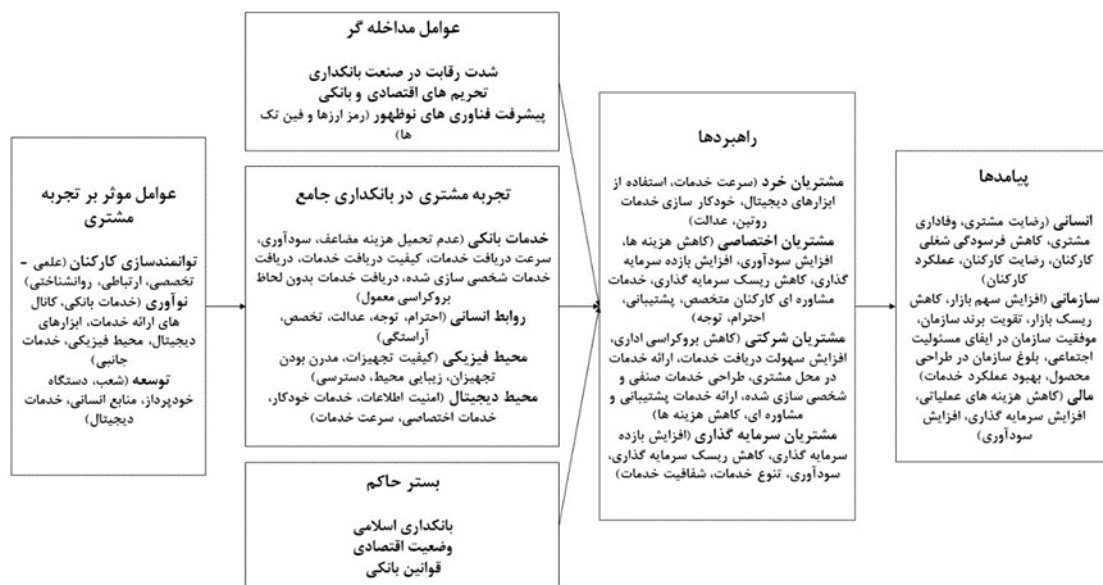 عوامل مداخله گر
شدت رقابت در صنعت بانکداری
تحریم های اقتصادی و بانکی
پیشرفت فناوری های نوظهور (رمز ارزها و فین تک
ها)
عوامل موثر بر تجربه
مشتری
توانمندسازی کارکنان (علمی –
تخصصی، ارتباطی، روانشناختی)
نوآوری (خدمات بانکی، کانال
های ارائه خدمات، ابزارهای
دیجیتال، محیط فیزیکی، خدمات
جانبی)
توسعه (شعب، دستگاه
خودپرداز، منابع انسانی، خدمات
دیجیتال)
تجربه مشتری در بانکداری جامع
خدمات بانکی (عدم تحمیل هزینه مضاعف، سودآوری،
سرعت دریافت خدمات، کیفیت دریافت خدمات، دریافت
خدمات شخصی سازی شده، دریافت خدمات بدون لحاظ
بروکراسی معمول)
روابط انسانی (احترام، توجه، عدالت، تخصص،
آراستگی)
محیط فیزیکی (کیفیت تجهیزات، مدرن بودن
تجهیزان، زیبایی محیط، دسترسی)
محیط دیجیتال (امنیت اطلاعات، خدمات خودکار،
خدمات اختصاصی، سرعت خدمات)
بستر حاکم
بانکداری اسلامی
وضعیت اقتصادی
قوانین بانکی
راهبردها
مشتریان خرد (سرعت خدمات، استفاده از
ابزارهای دیجیتال، خودکار سازی خدمات
روتین، عدالت)
مشتریان اختصاصی (کاهش هزینه ها،
افزایش سودآوری، افزایش بازده سرمایه
گذاری، کاهش ریسک سرمایه گذاری، خدمات
مشاوره ای کارکنان متخصص، پشتیبانی،
احترام، توجه)
مشتریان شرکتی (کاهش بروکراسی اداری،
افزایش سهولت دریافت خدمات، ارائه خدمات
در محل مشتری، طراحی خدمات صنفی و
شخصی سازی شده، ارائه خدمات پشتیبانی و
مشاوره ای، کاهش هزینه ها)
مشتریان سرمایه گذاری (افزایش بازده
سرمایه گذاری، کاهش ریسک سرمایه گذاری،
سودآوری، تنوع خدمات، شفافیت خدمات)
پیامدها
انسانی (رضایت مشتری، وفاداری
مشتری، کاهش فرسودگی شغلی
کارکنان، رضایت کارکنان، عملکرد
کارکنان)
سازمانی (افزایش سهم بازار، کاهش
ریسک بازار، تقویت برند سازمان،
موفقیت سازمان در ایفای مسئولیت
اجتماعی، بلوغ سازمان در طراحی
محصول، بهبود عملکرد خدمات)
مالی (کاهش هزینه های عملیاتی،
افزایش سرمایه گذاری، افزایش
سودآوری)